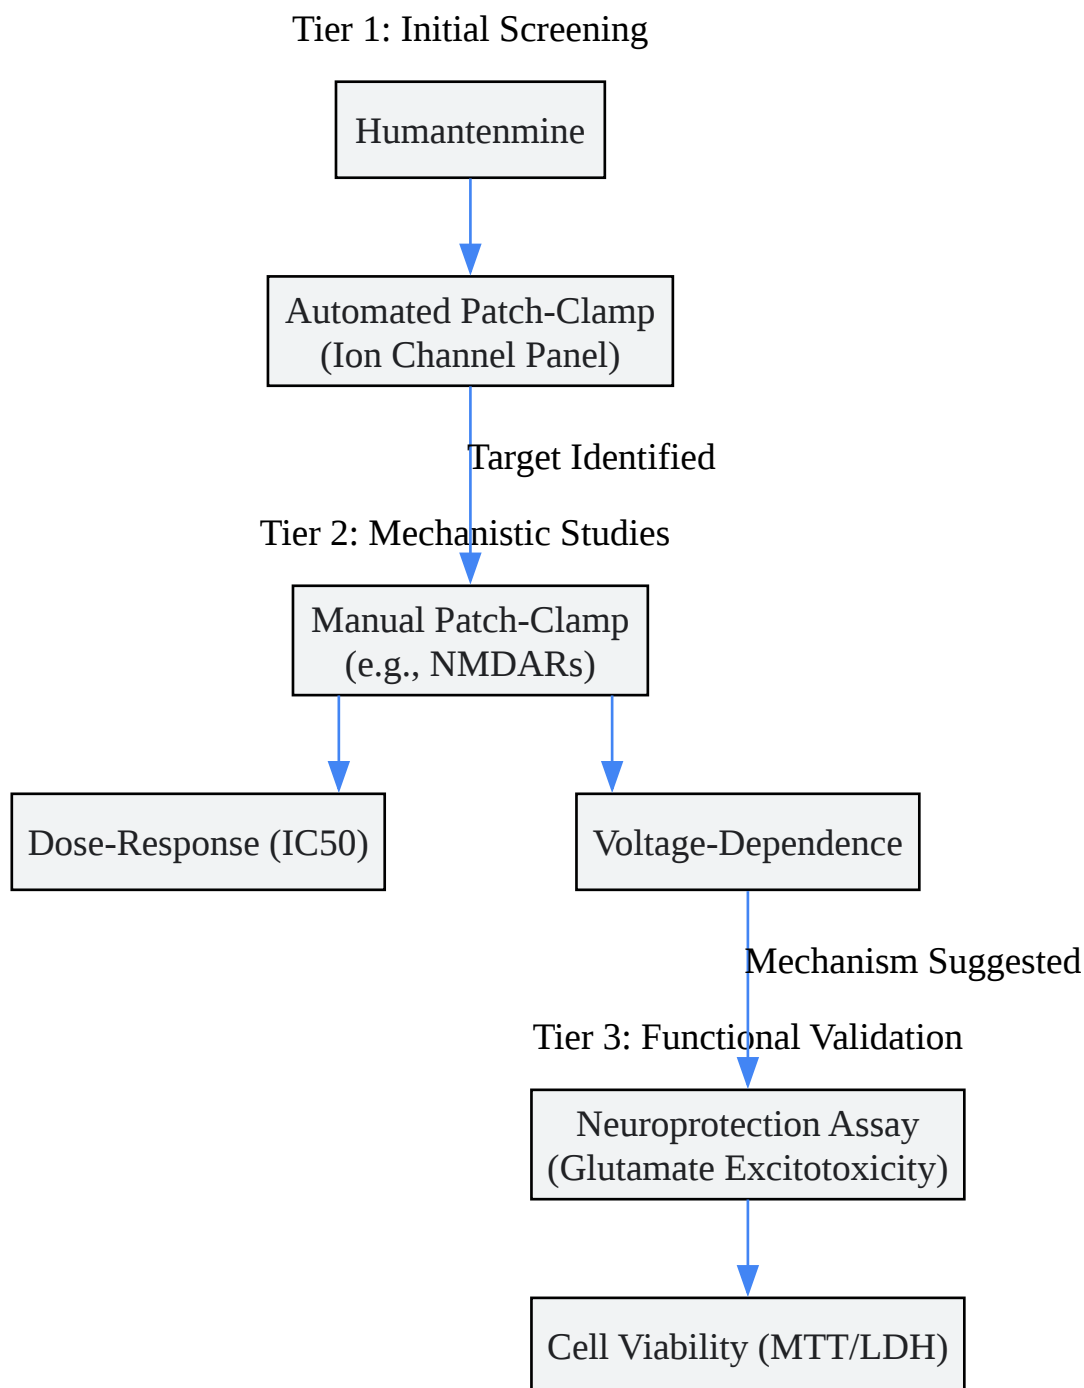 Tier 1: Initial Screening
Humantenmine
Automated Patch-Clamp
(Ion Channel Panel)
Target Identified
Tier 2: Mechanistic Studies
Manual Patch-Clamp
(e.g., NMDARs)
Dose-Response (IC50)
Voltage-Dependence
Mechanism Suggested
Tier 3: Functional Validation
Neuroprotection Assay
(Glutamate Excitotoxicity)
Cell Viability (MTT/LDH)